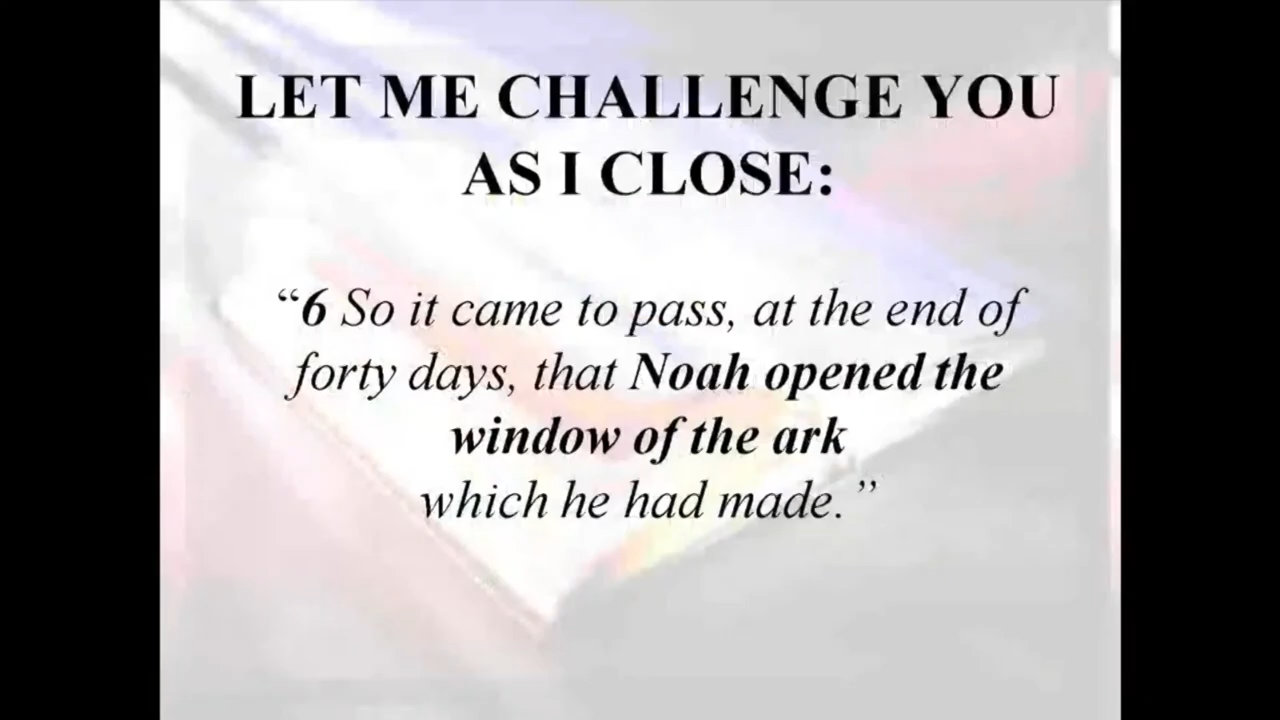 LET ME CHALLENGE YOU
AS I CLOSE:
“6 So it came to pass, at the end of
forty days, that Noah opened the
window of the ark
which he had made.”